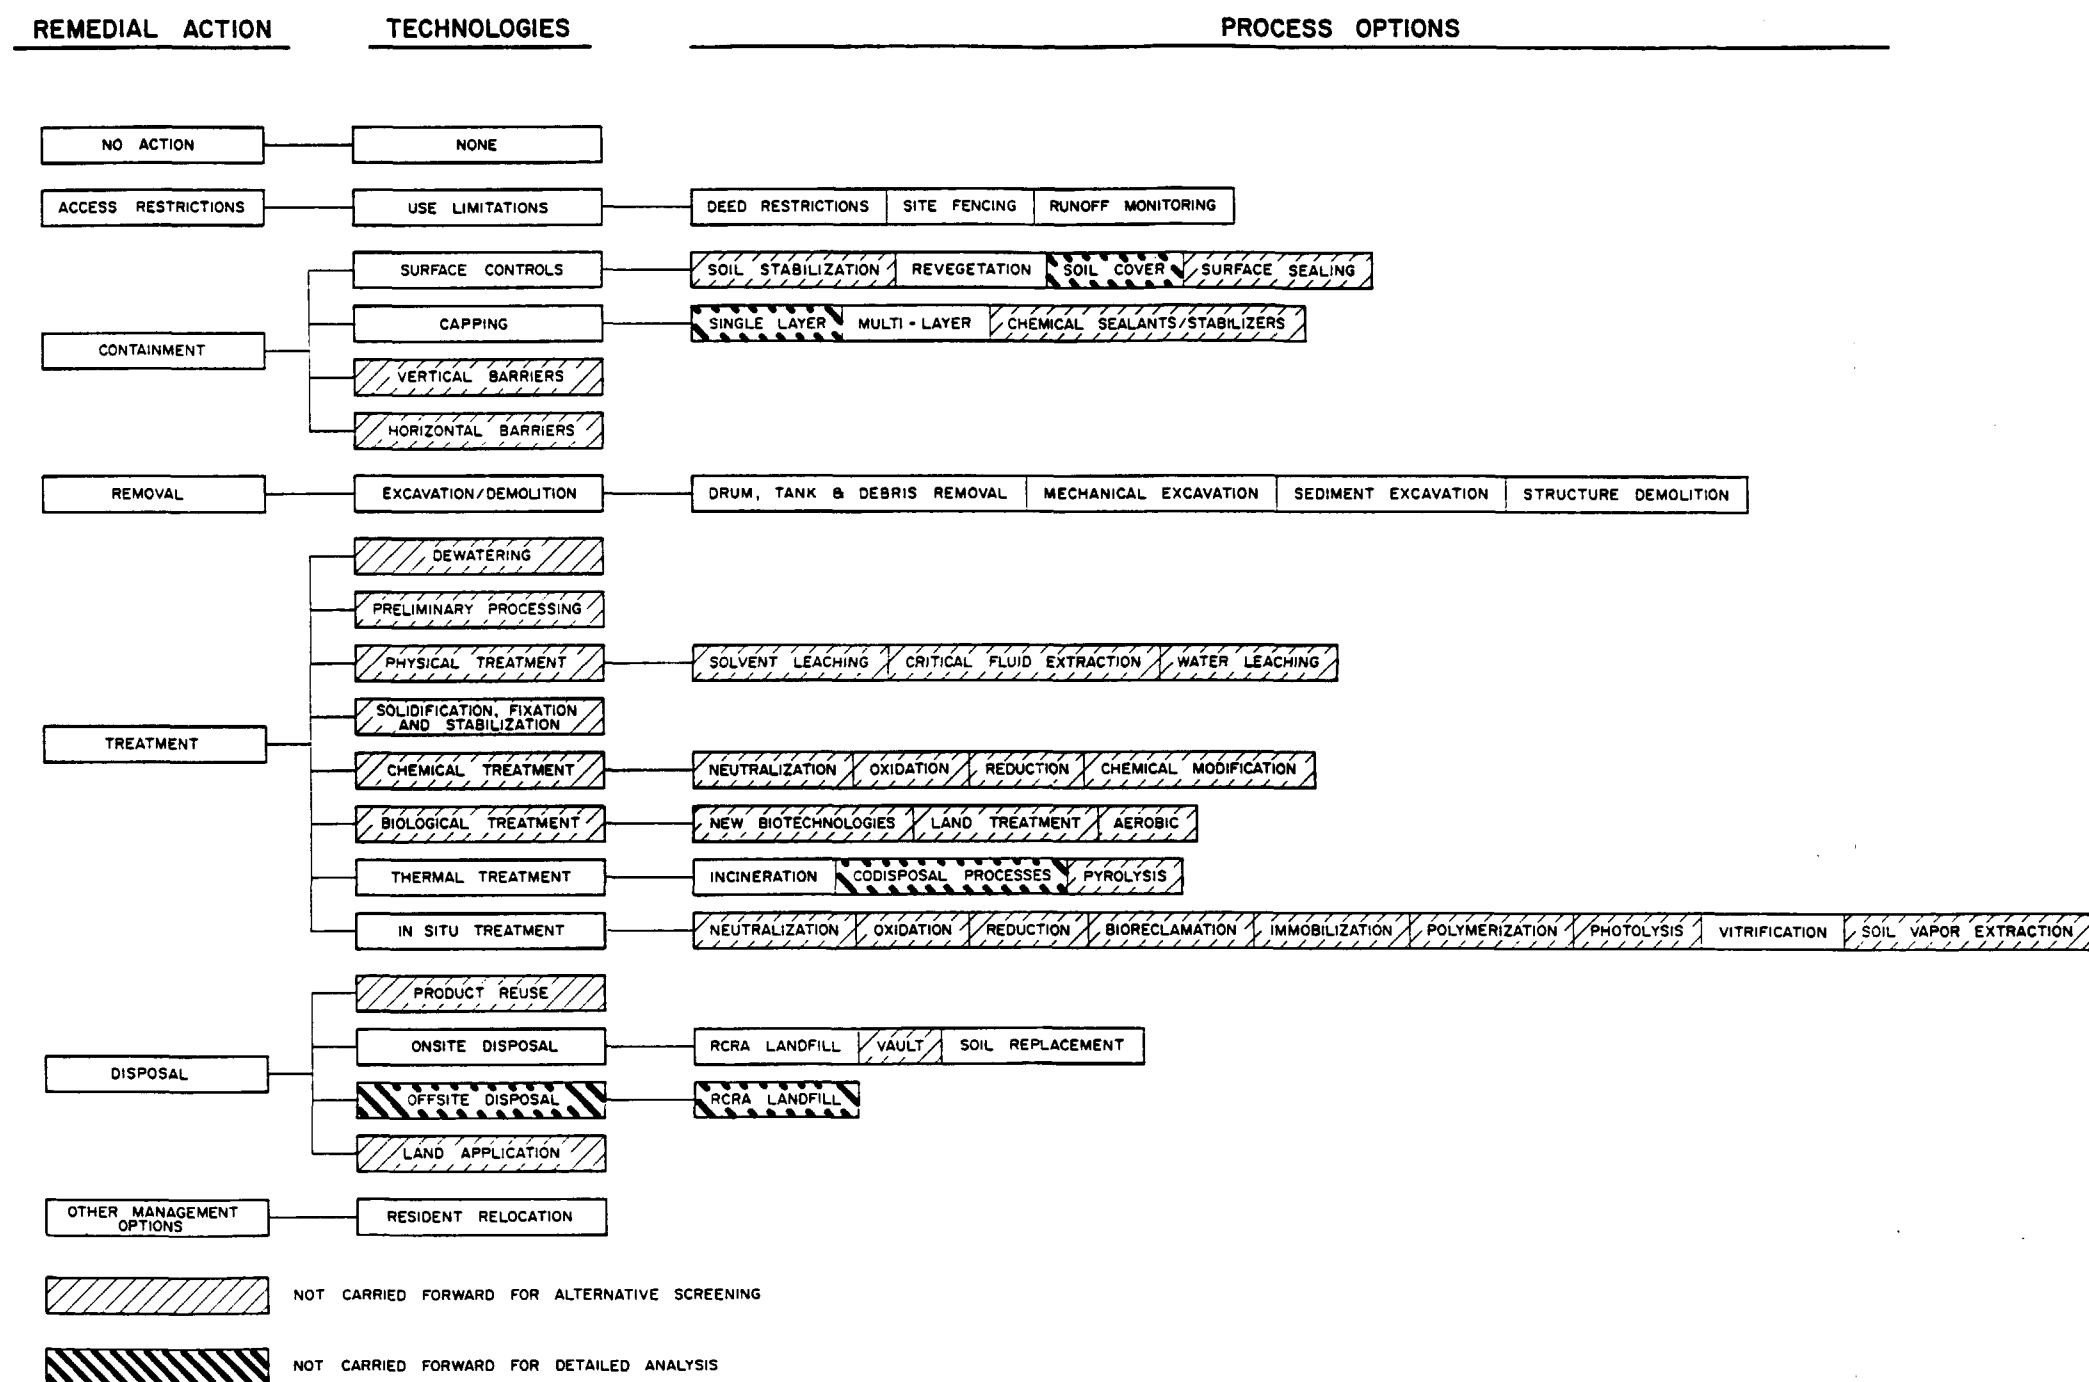 REMEDIAL ACTION TECHNOLOGIES PROCESS OPTIONS
NO ACTION NONE
ACCESS RESTRICTIONS USE LIMITATIONS DEED RESTRICTIONS SITE FENCING RUNOFF MONITORING
SURFACE CONTROLS SOIL STABILIZATION REVEGETATION SOIL COVER SURFACE SEALING
CAPPING SINGLE LAYER MULTI-LAYER CHEMICAL SEALANTS/STABILIZERS
CONTAINMENT
VERTICAL BARRIERS
HORIZONTAL BARRIERS
REMOVAL EXCAVATION/DEMOLITION DRUM, TANK & DEBRIS REMOVAL MECHANICAL EXCAVATION SEDIMENT EXCAVATION STRUCTURE DEMOLITION
DEWATERING
PRELIMINARY PROCESSING
PHYSICAL TREATMENT SOLVENT LEACHING CRITICAL FLUID EXTRACTION WATER LEACHING
SOLIDIFICATION, FIXATION
AND STABILIZATION
TREATMENT
CHEMICAL TREATMENT NEUTRALIZATION OXIDATION REDUCTION CHEMICAL MODIFICATION
BIOLOGICAL TREATMENT NEW BIOTECHNOLOGIES LAND TREATMENT AEROBIC
THERMAL TREATMENT INCINERATION CODISPOSAL PROCESSES PYROLYSIS
IN SITU TREATMENT NEUTRALIZATION OXIDATION REDUCTION BIORECLAMATION IMMOBILIZATION POLYMERIZATION PHOTOLYSIS VITRIFICATION SOIL VAPOR EXTRACTION
PRODUCT REUSE
ONSITE DISPOSAL RCRA LANDFILL VAULT SOIL REPLACEMENT
DISPOSAL
OFFSITE DISPOSAL RCRA LANDFILL
LAND APPLICATION
OTHER MANAGEMENT
OPTIONS
RESIDENT RELOCATION
NOT CARRIED FORWARD FOR ALTERNATIVE SCREENING
NOT CARRIED FORWARD FOR DETAILED ANALYSIS